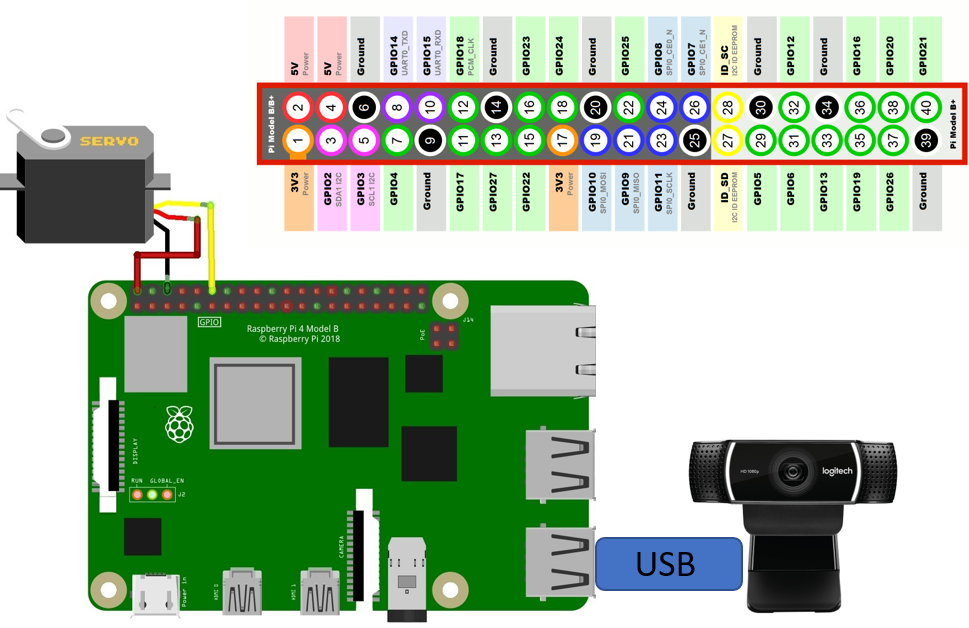 5V
Power
5V
Power
Ground
GPIO14
UART0_TXD
GPIO15
UART0_RXD
GPIO18
PCM_CLK
Ground
GPIO23
GPIO24
Ground
GPIO25
GPIO8
SPI0_CE0_N
GPIO7
SPI0_CE1_N
ID_SC
I2C ID EEPROM
Ground
GPIO12
Ground
GPIO16
GPIO20
GPIO21
Pi Model B/B+
2 4 6 8 10 12 14 16 18 20 22 24 26 28 30 32 34 36 38 40
1 3 5 7 9 11 13 15 17 19 21 23 25 27 29 31 33 35 37 39
Pi Model B+
3V3
Power
GPIO2
SDA1 I2C
GPIO3
SCL1 I2C
GPIO4
Ground
GPIO17
GPIO27
GPIO22
3V3
Power
GPIO10
SPI0_MOSI
GPIO9
SPI0_MISO
GPIO11
SPI0_SCLK
Ground
ID_SD
I2C ID EEPROM
GPIO5
GPIO6
GPIO13
GPIO19
GPIO26
Ground
SERVO
GPIO
Raspberry Pi 4 Model B
© Raspberry Pi 2018
J14
PoE
DISPLAY
RUN GLOBAL_EN
J2
CAMERA
Power in
HDMI 0
HDMI 1
USB
HD 1080p
logitech